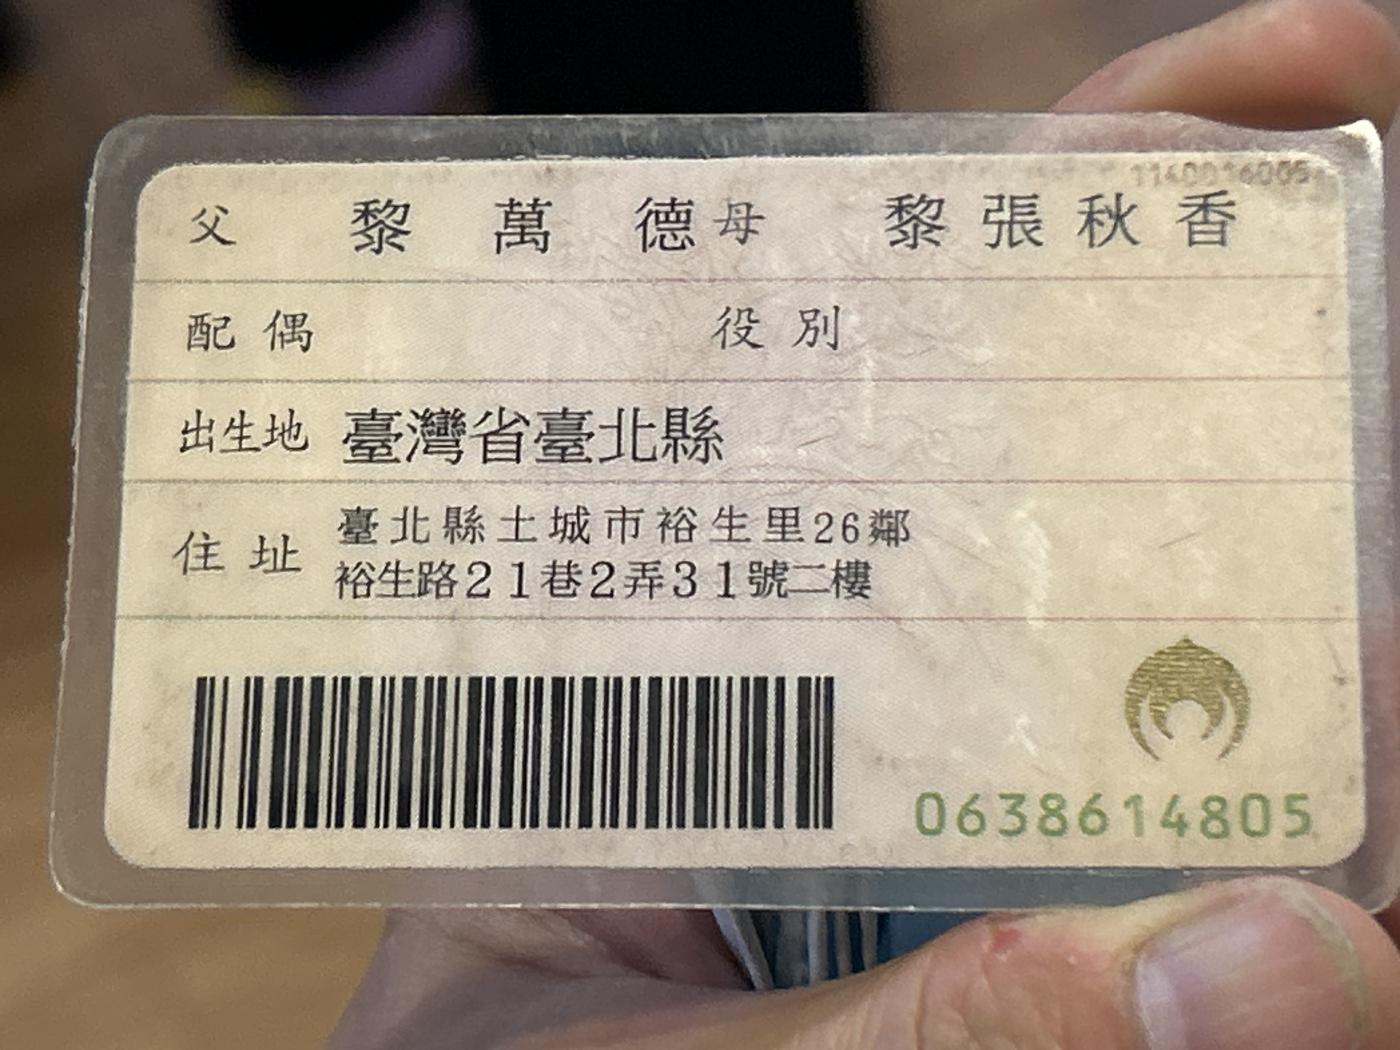 1140016005
父 黎萬德 母 黎張秋香
配偶 役別
出生地 臺灣省臺北縣
住址 臺北縣土城市裕生里26鄰
裕生路21巷2弄31號二樓
0638614805